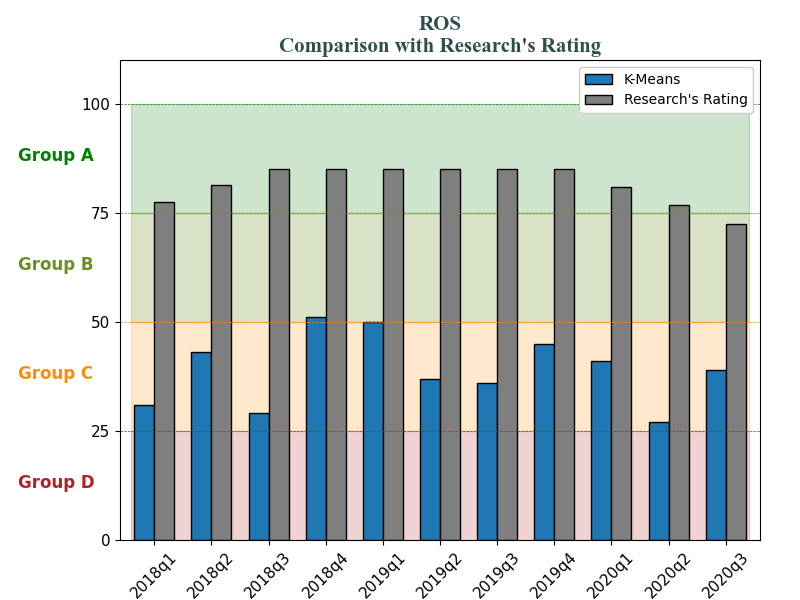 ROS
Comparison with Research's Rating
K-Means
Research's Rating
100
Group A
75
Group B
50
Group C
25
Group D
0
2018q1
2018q2
2018q3
2018q4
2019q1
2019q2
2019q3
2019q4
2020q1
2020q2
2020q3